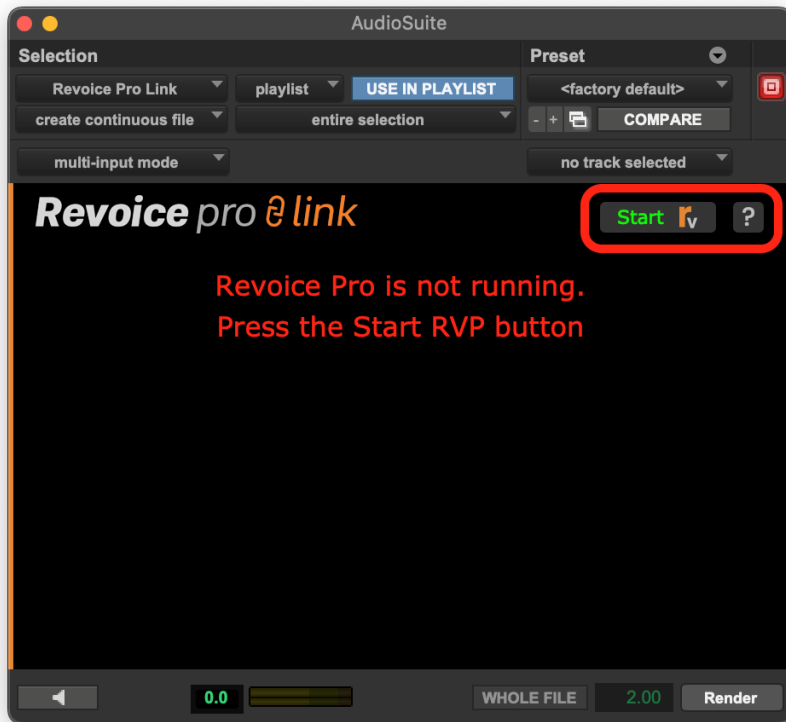 AudioSuite
Selection
Preset
Revoice Pro Link
playlist
USE IN PLAYLIST
<factory default>
create continuous file
entire selection
- +
COMPARE
multi-input mode
no track selected
Revoice pro link
Start rv ?
Revoice Pro is not running.
Press the Start RVP button
0.0
WHOLE FILE
2.00
Render